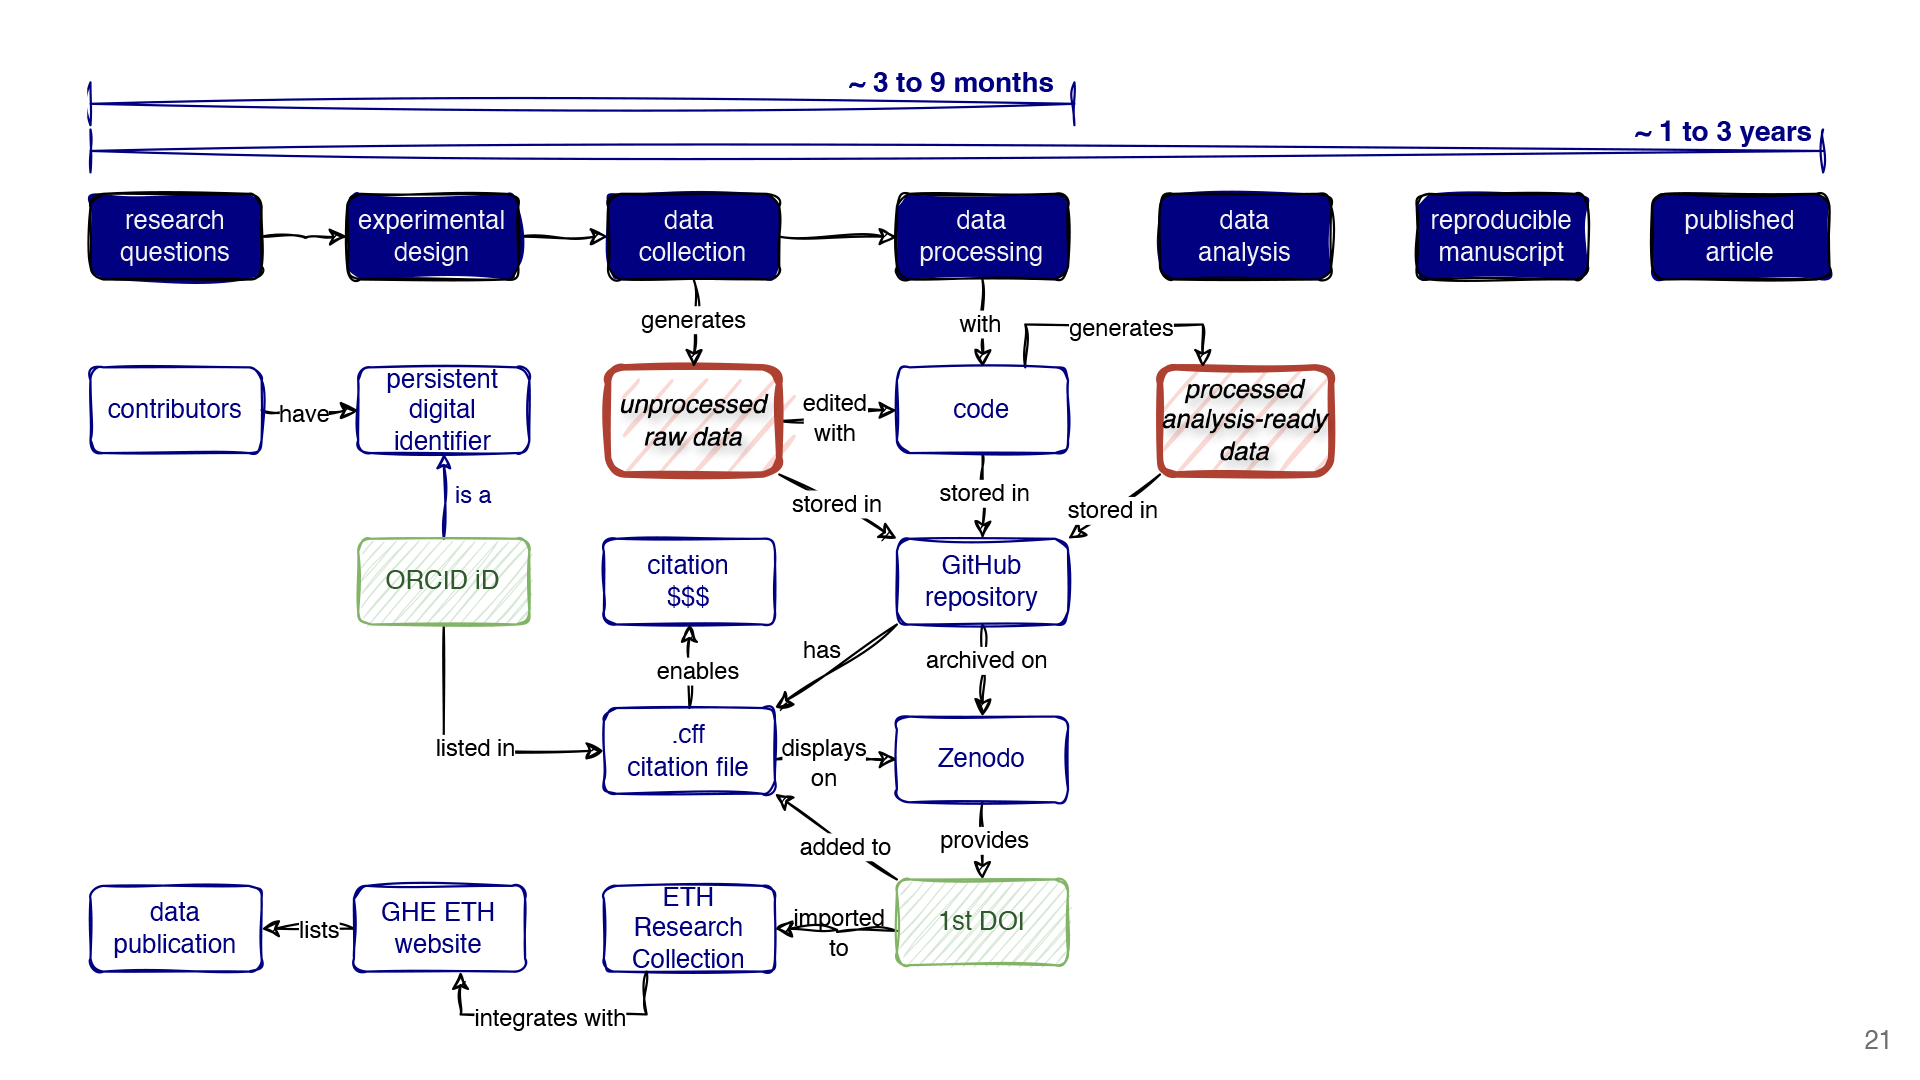 ~ 3 to 9 months
~ 1 to 3 years
research
questions
experimental
design
data
collection
data
processing
data
analysis
reproducible
manuscript
published
article
generates
with
generates
contributors
have
persistent
digital
identifier
unprocessed
raw data
edited
with
code
processed
analysis-ready
data
is a
stored in
stored in
stored in
ORCID iD
citation
$$$
GitHub
repository
has
enables
archived on
listed in
.cff
citation file
displays
on
Zenodo
added to
provides
data
publication
lists
GHE ETH
website
ETH
Research
Collection
imported
to
1st DOI
integrates with
21